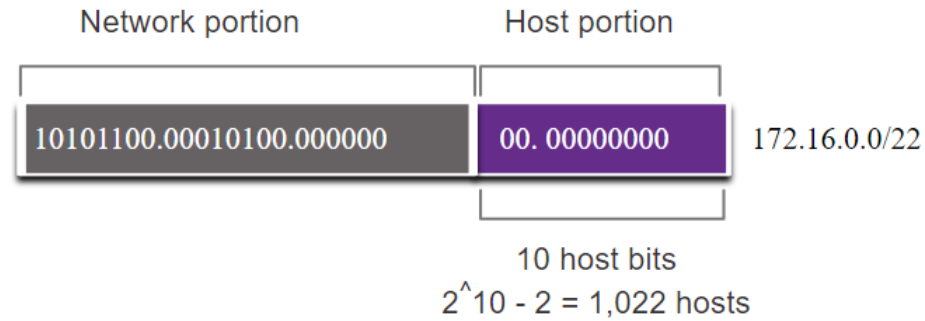 Network portion
Host portion
10101100.00010100.000000
00. 00000000
172.16.0.0/22
10 host bits
2^10 - 2 = 1,022 hosts